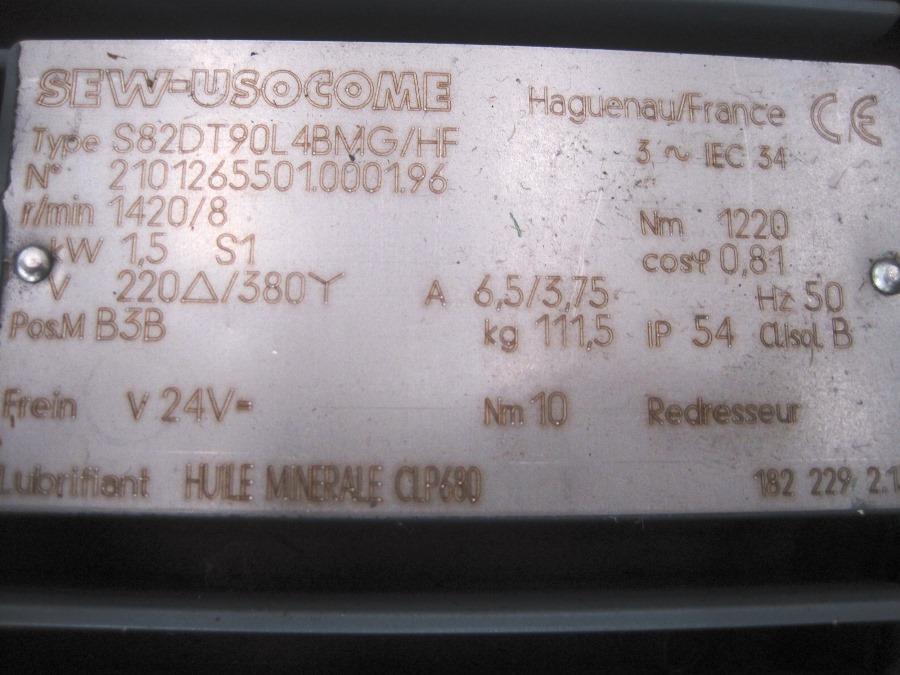 SEW-USOCOME Haguenau/France CE
Type S82DT90L4BMG/HF 3 ~ IEC 34
N° 2101265501.0001.96
r/min 1420/8 Nm 1220
kW 1,5 S1 cosφ 0,81
V 220△/380Y A 6,5/3,75 Hz 50
Pos.M B3B kg 111,5 IP 54 Cl.Isol. B
Frein V 24V= Nm 10 Redresseur
Lubrifiant HUILE MINERALE CLP680 182 229 2.1